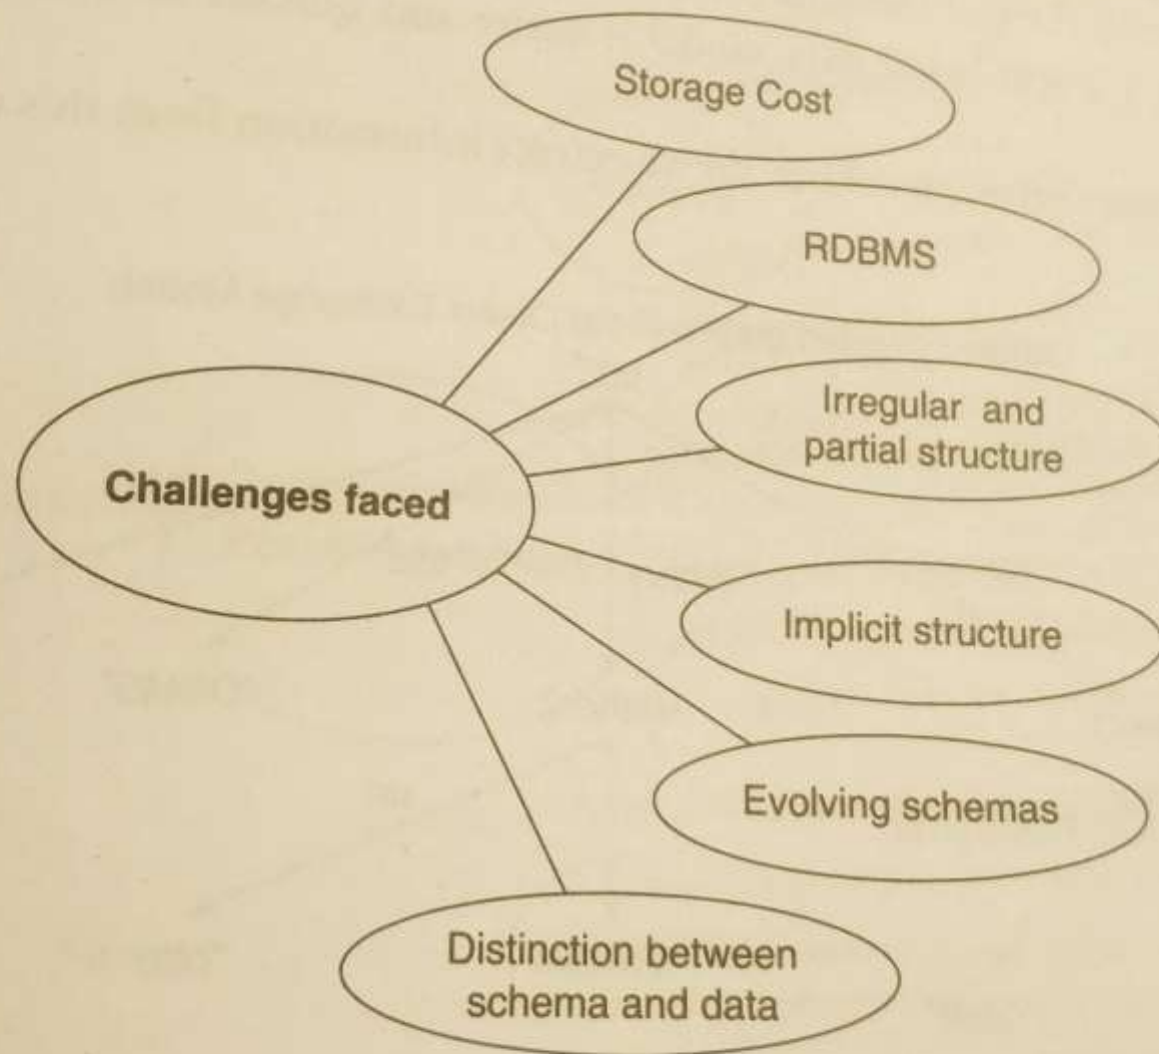 Storage Cost
RDBMS
Irregular and
partial structure
Challenges faced
Implicit structure
Evolving schemas
Distinction between
schema and data